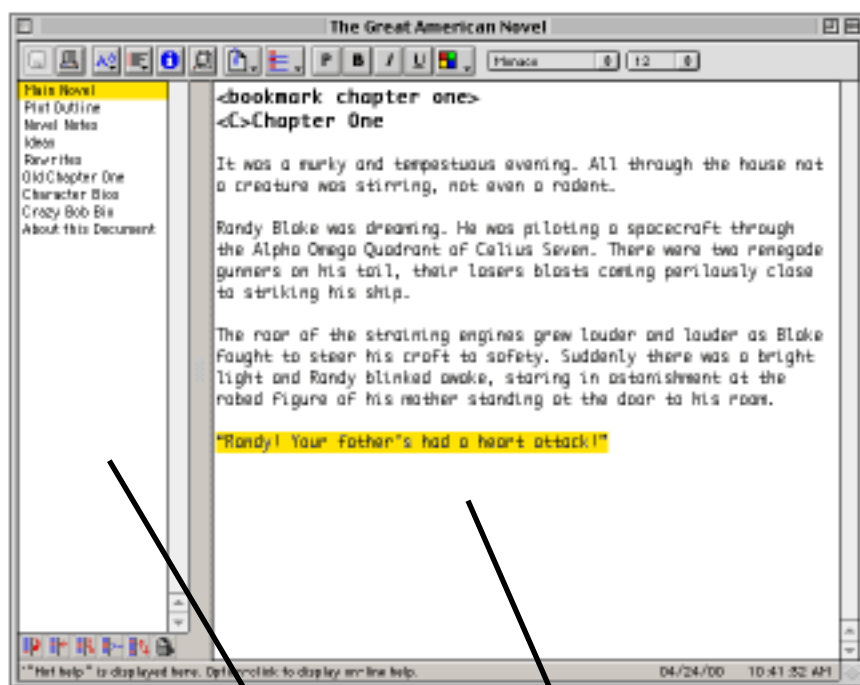 The Great American Novel
P B I U Monaco 12
Main Novel
Plot Outline
Novel Notes
Ideas
Rewrites
Old Chapter One
Character Bios
Crazy Bob Bio
About this Document
<bookmark chapter one>
<C>Chapter One
It was a murky and tempestuous evening. All through the house not
a creature was stirring, not even a rodent.
Randy Blake was dreaming. He was piloting a spacecraft through
the Alpha Omega Quadrant of Celius Seven. There were two renegade
gunners on his tail, their lasers blasts coming perilously close
to striking his ship.
The roar of the straining engines grew louder and louder as Blake
fought to steer his craft to safety. Suddenly there was a bright
light and Randy blinked awake, staring in astonishment at the
robed figure of his mother standing at the door to his room.
"Randy! Your father's had a heart attack!"
"Hot help" is displayed here. to display on-line help. 04/24/00 10:41:52 AM